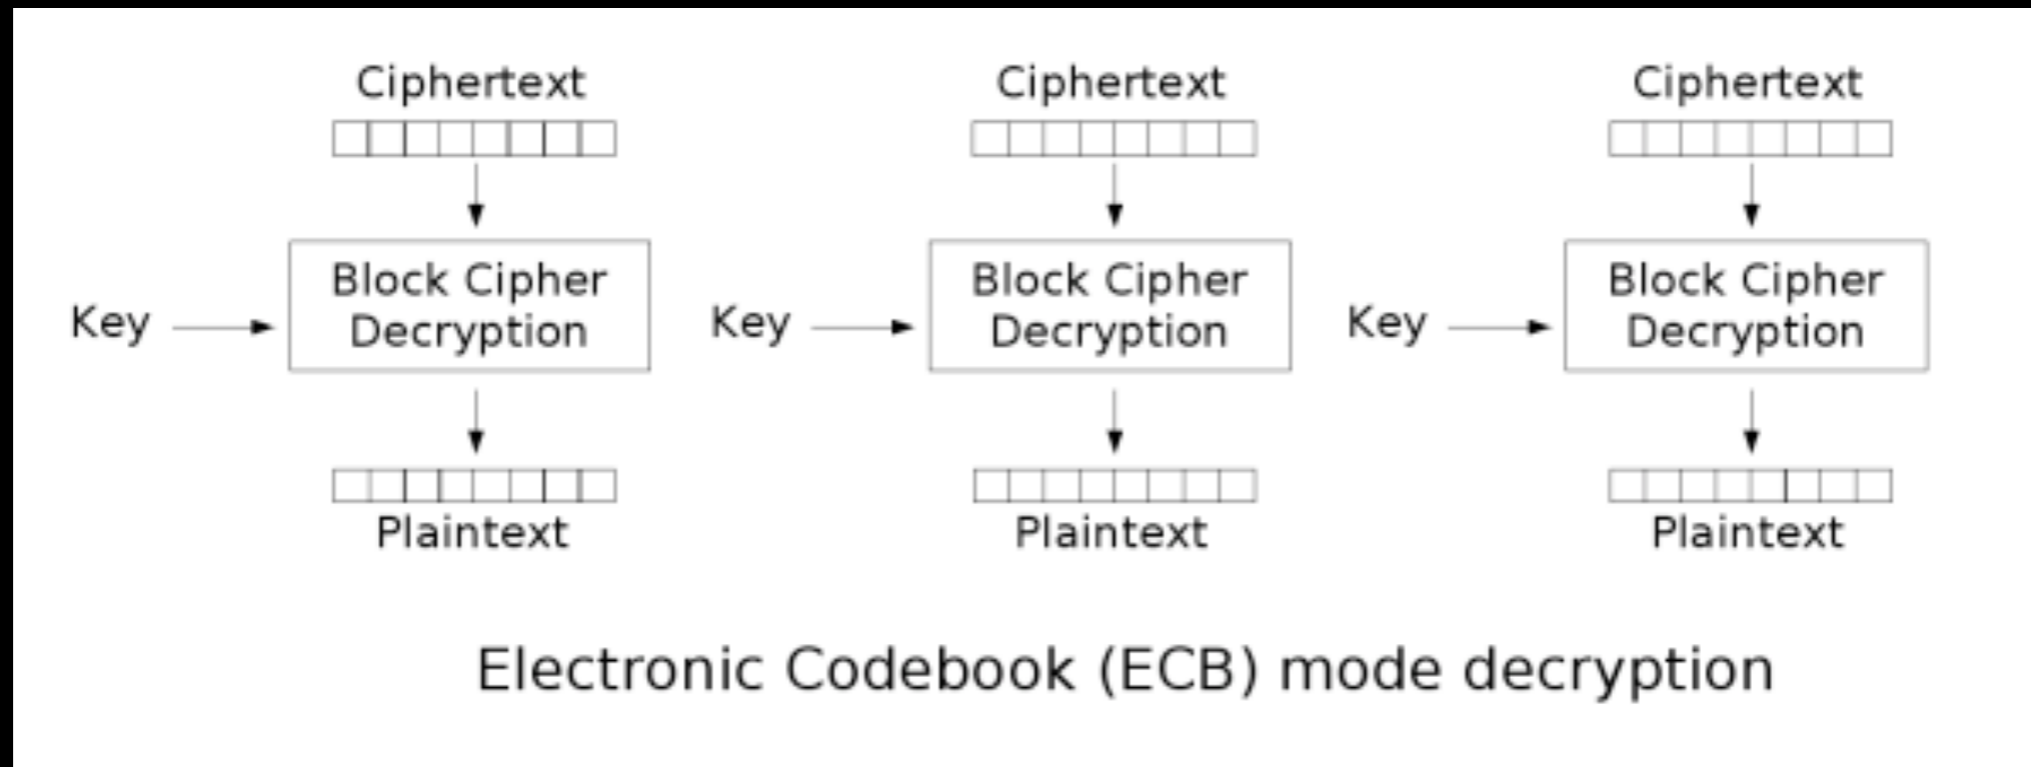 Ciphertext
Ciphertext
Ciphertext
Block Cipher
Decryption
Block Cipher
Decryption
Block Cipher
Decryption
Key
Key
Key
Plaintext
Plaintext
Plaintext
Electronic Codebook (ECB) mode decryption